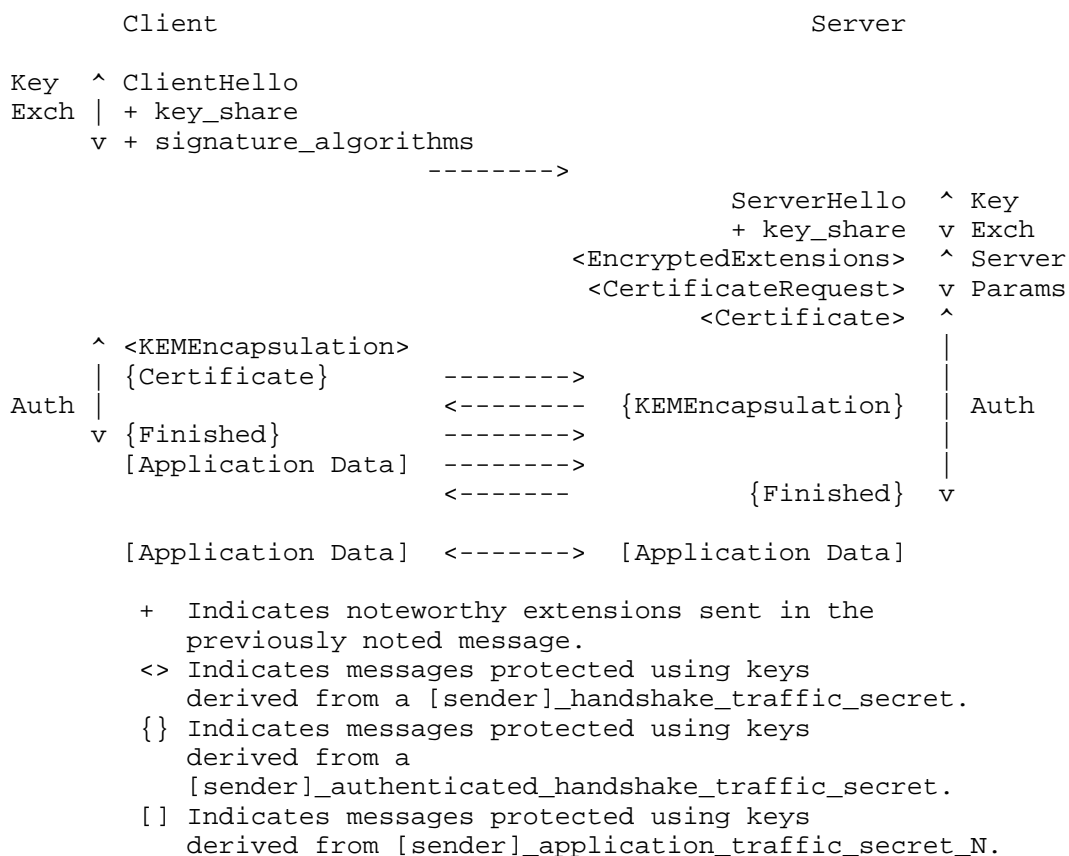 Client                                     Server

Key  ^ ClientHello
Exch | + key_share
     v + signature_algorithms
                          -------->
                                             ServerHello  ^ Key
                                             + key_share  v Exch
                                   <EncryptedExtensions>  ^ Server
                                    <CertificateRequest>  v Params
                                           <Certificate>  ^
     ^ <KEMEncapsulation>                                 |
     | {Certificate}       -------->                      |
Auth |                     <--------  {KEMEncapsulation}  | Auth
     v {Finished}          -------->                      |
       [Application Data]  -------->                      |
                           <-------           {Finished}  v

       [Application Data]  <------->  [Application Data]

        +  Indicates noteworthy extensions sent in the
           previously noted message.
        <> Indicates messages protected using keys
           derived from a [sender]_handshake_traffic_secret.
        {} Indicates messages protected using keys
           derived from a
           [sender]_authenticated_handshake_traffic_secret.
        [] Indicates messages protected using keys
           derived from [sender]_application_traffic_secret_N.